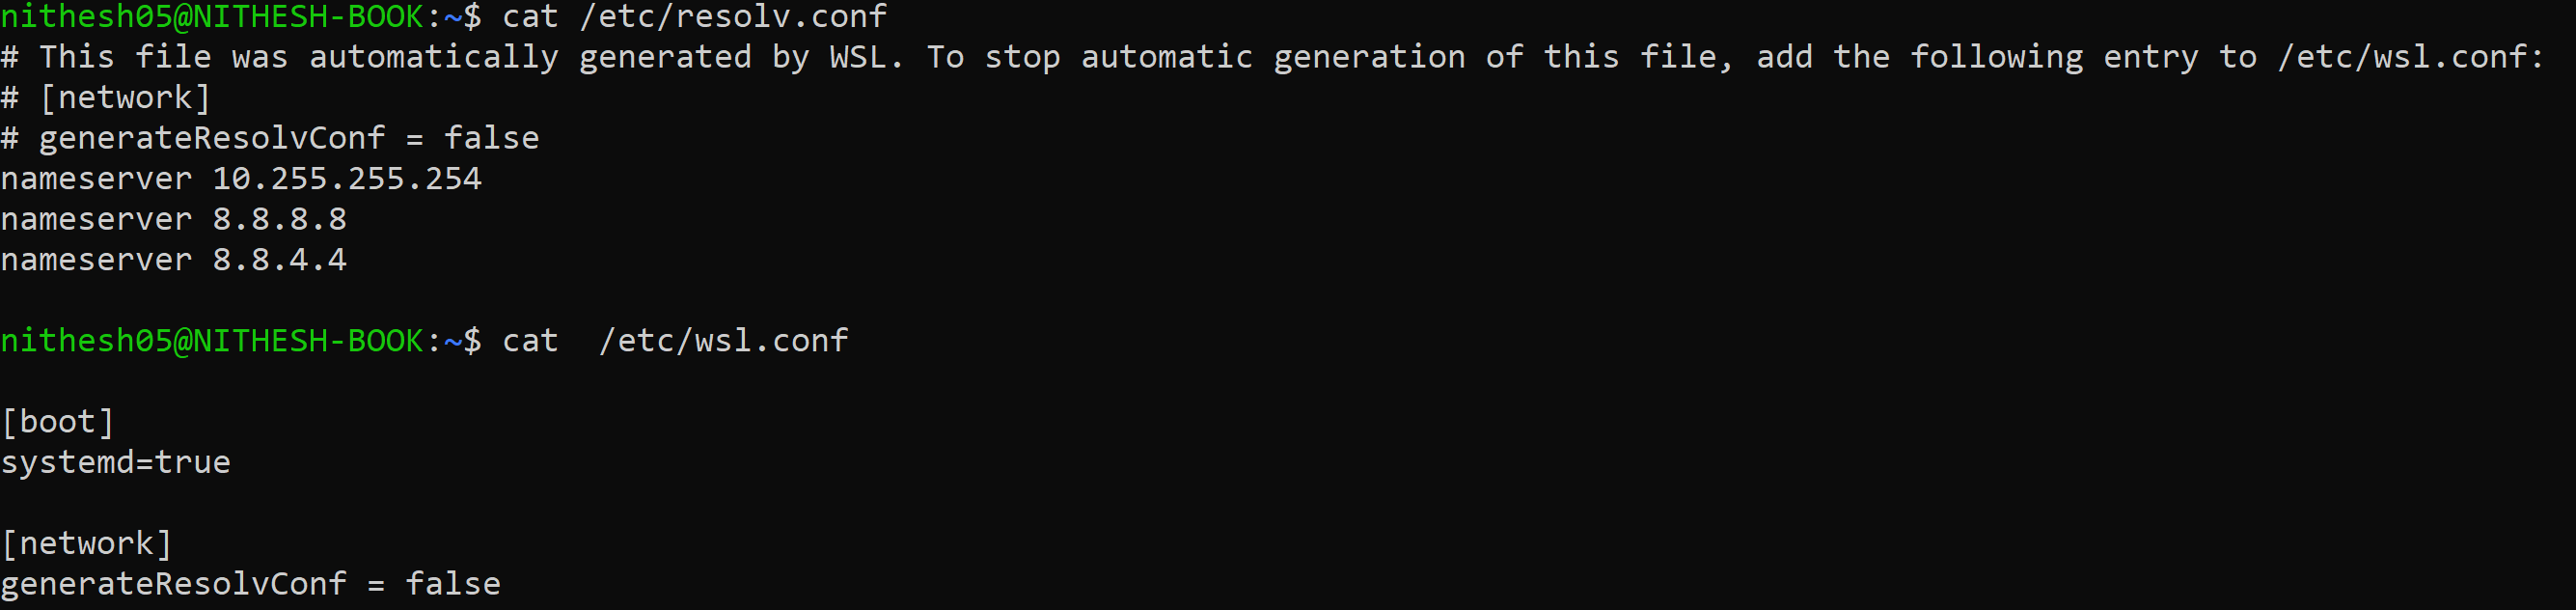 nithesh05@NITHESH-BOOK:~$ cat /etc/resolv.conf
# This file was automatically generated by WSL. To stop automatic generation of this file, add the following entry to /etc/wsl.conf:
# [network]
# generateResolvConf = false
nameserver 10.255.255.254
nameserver 8.8.8.8
nameserver 8.8.4.4
nithesh05@NITHESH-BOOK:~$ cat  /etc/wsl.conf
[boot]
systemd=true
[network]
generateResolvConf = false